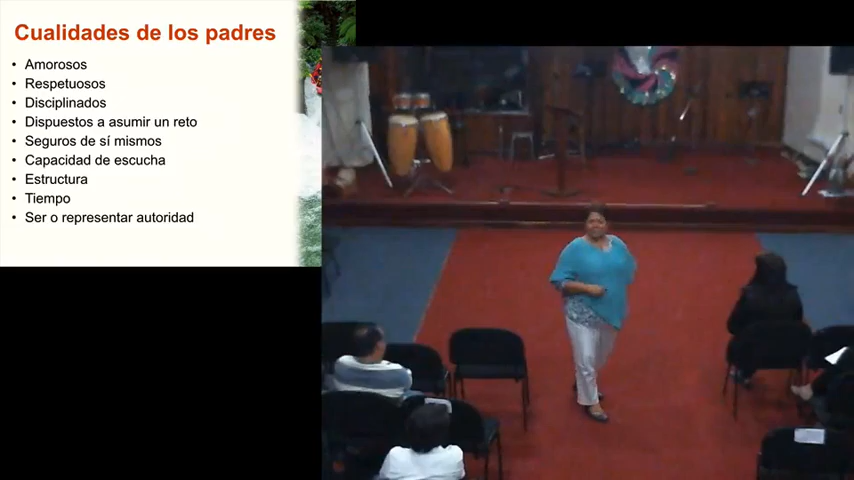 Cualidades de los padres
• Amorosos
• Respetuosos
• Disciplinados
• Dispuestos a asumir un reto
• Seguros de sí mismos
• Capacidad de escucha
• Estructura
• Tiempo
• Ser o representar autoridad